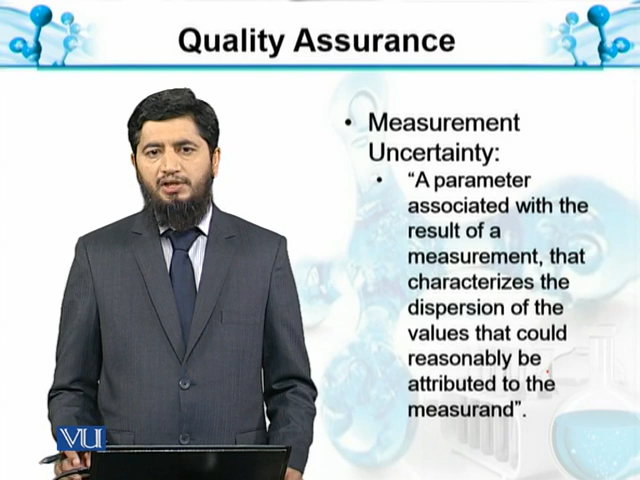 Quality Assurance
• Measurement
Uncertainty:
• “A parameter
associated with the
result of a
measurement, that
characterizes the
dispersion of the
values that could
reasonably be
attributed to the
measurand”.
VU